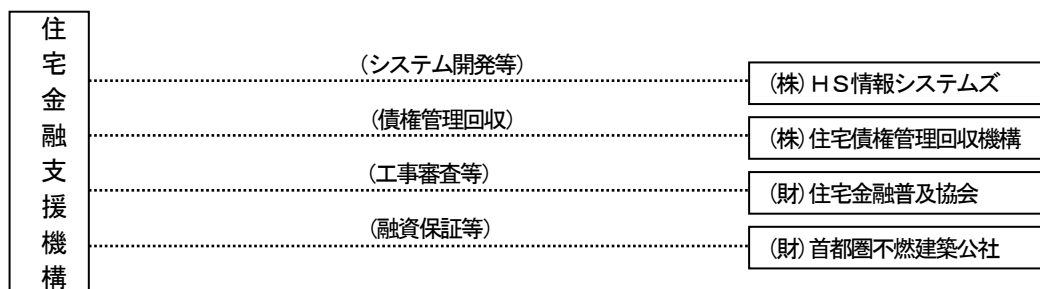 住宅金融支援機構
（システム開発等）
（株）ＨＳ情報システムズ
（債権管理回収）
（株）住宅債権管理回収機構
（工事審査等）
（財）住宅金融普及協会
（融資保証等）
（財）首都圏不燃建築公社